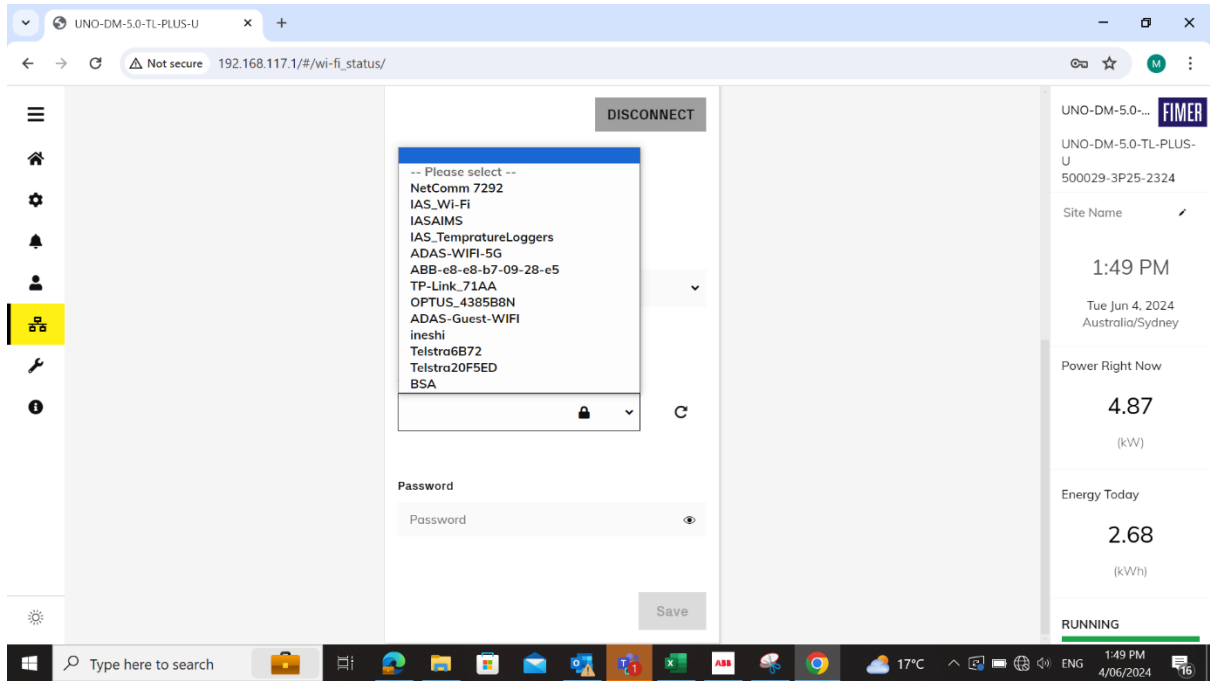 UNO-DM-5.0-TL-PLUS-U
Not secure 192.168.117.1/#/wi-fi_status/
M
DISCONNECT
-- Please select --
NetComm 7292
IAS_Wi-Fi
IASAIMS
IAS_TempratureLoggers
ADAS-WIFI-5G
ABB-e8-e8-b7-09-28-e5
TP-Link_71AA
OPTUS_4385B8N
ADAS-Guest-WIFI
ineshi
Telstra6B72
Telstra20F5ED
BSA
Password
Password
Save
UNO-DM-5.0-... FIMER
UNO-DM-5.0-TL-PLUS-
U
500029-3P25-2324
Site Name
1:49 PM
Tue Jun 4, 2024
Australia/Sydney
Power Right Now
4.87
(kW)
Energy Today
2.68
(kWh)
RUNNING
Type here to search
1
ABB
17°C
ENG
1:49 PM
4/06/2024
16